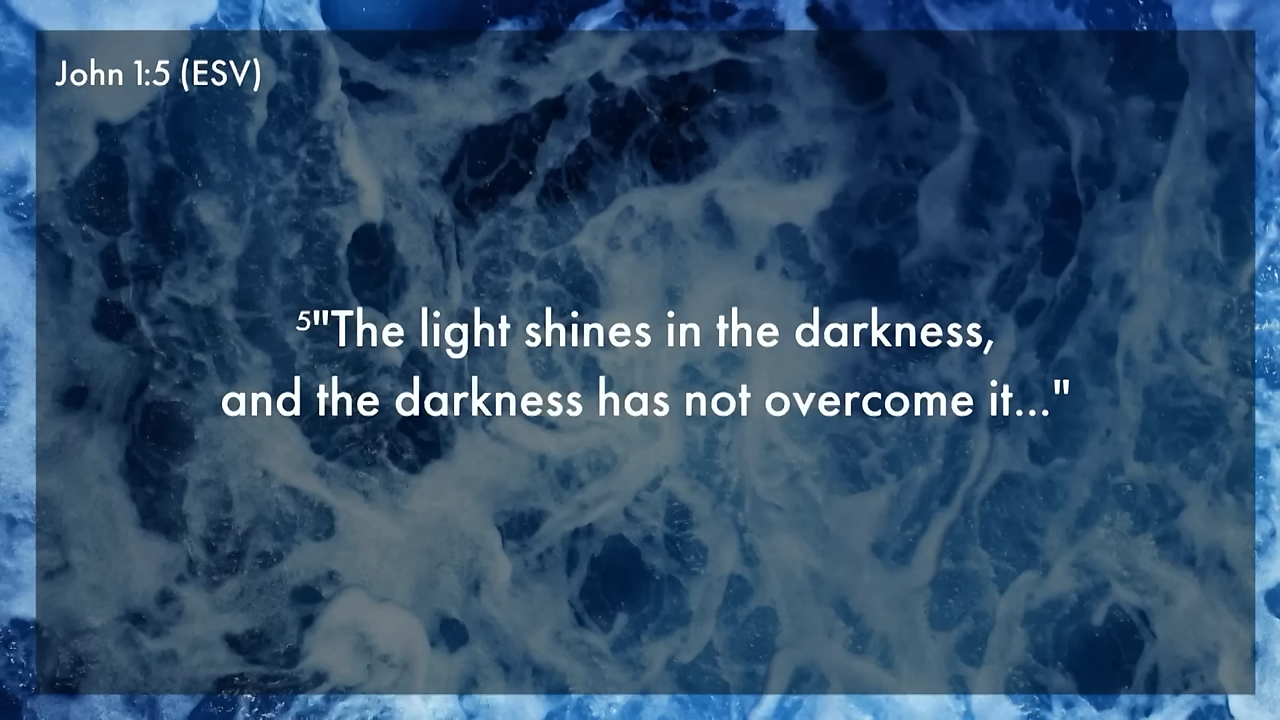 John 1:5 (ESV)
⁵"The light shines in the darkness,
and the darkness has not overcome it..."